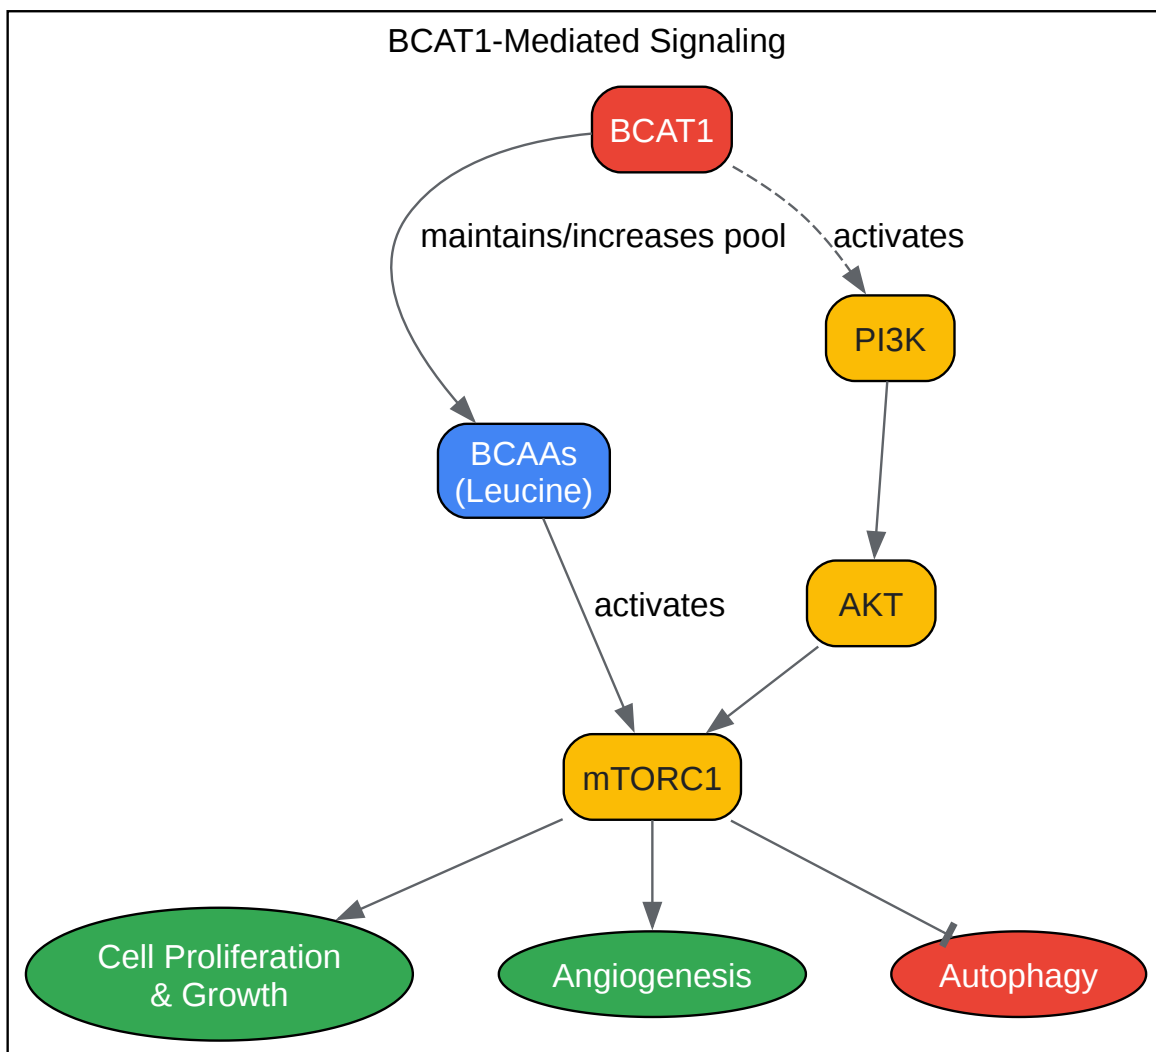 BCAT1-Mediated Signaling
BCAT1
maintains/increases pool
activates
PI3K
BCAAs
(Leucine)
activates
AKT
mTORC1
Cell Proliferation
& Growth
Angiogenesis
Autophagy